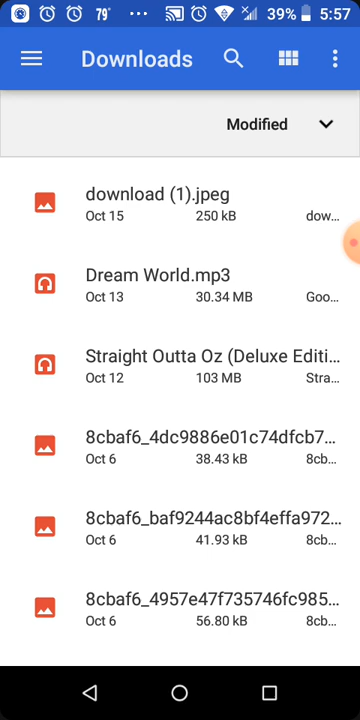 79° 39% 5:57
Downloads
Modified
download (1).jpeg
Oct 15 250 kB dow...
Dream World.mp3
Oct 13 30.34 MB Goo...
Straight Outta Oz (Deluxe Editi...
Oct 12 103 MB Stra...
8cbaf6_4dc9886e01c74dfcb7...
Oct 6 38.43 kB 8cb...
8cbaf6_baf9244ac8bf4effa972...
Oct 6 41.93 kB 8cb...
8cbaf6_4957e47f735746fc985...
Oct 6 56.80 kB 8cb...